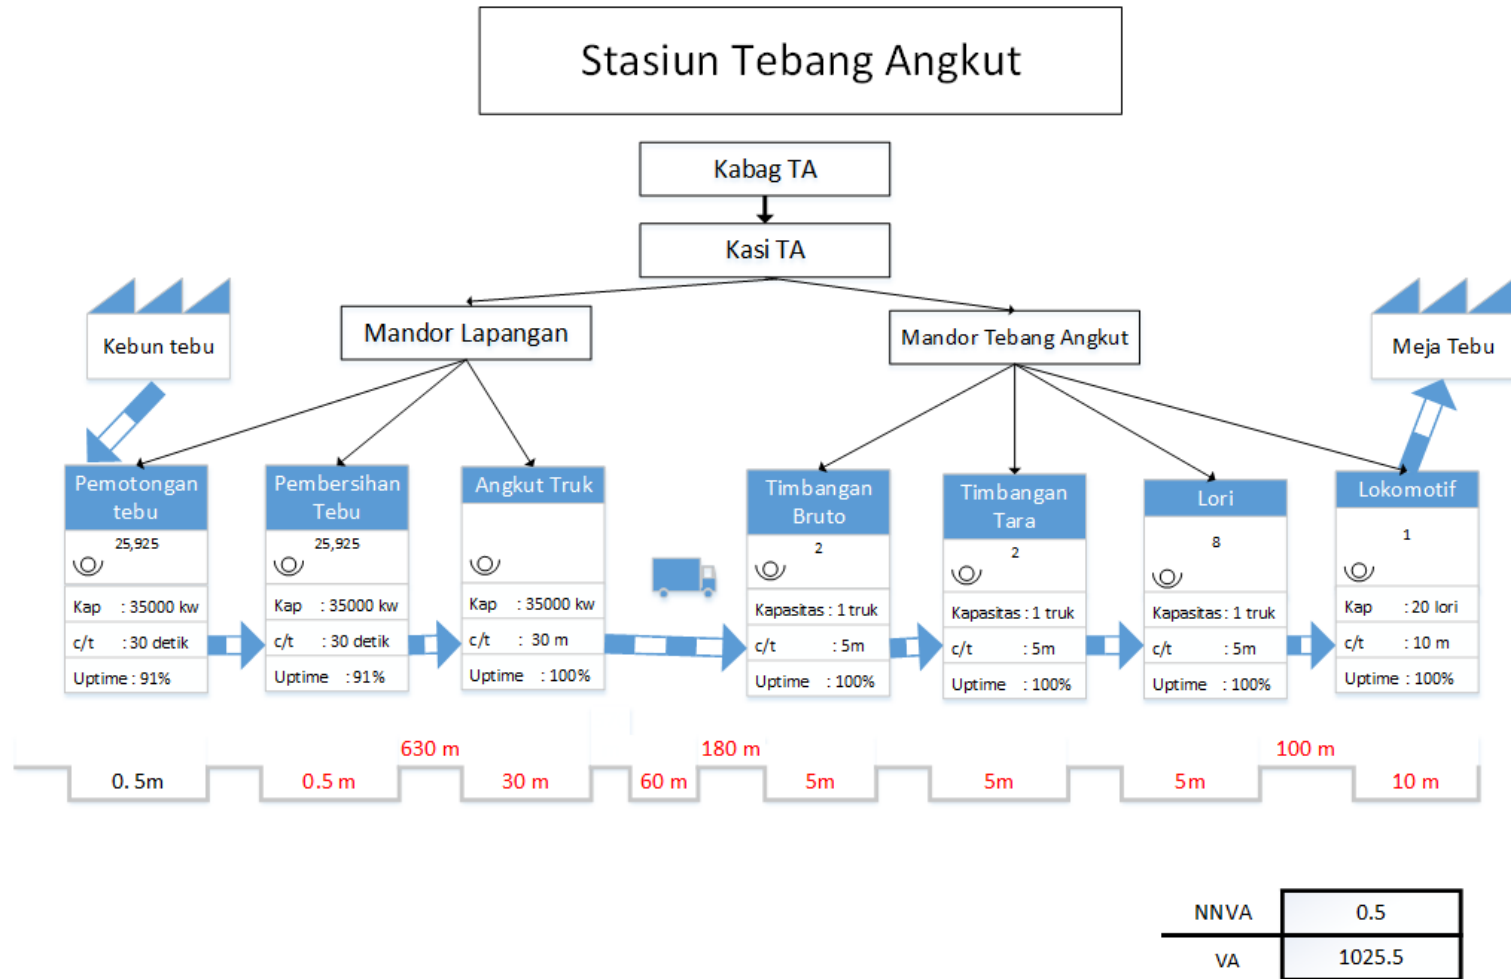 Stasiun Tebang Angkut
Kabag TA
Kasi TA
Kebun tebu
Mandor Lapangan
Mandor Tebang Angkut
Meja Tebu
Pemotongan
tebu
25,925
Kap : 35000 kw
c/t : 30 detik
Uptime : 91%
Pembersihan
Tebu
25,925
Kap : 35000 kw
c/t : 30 detik
Uptime : 91%
Angkut Truk
Kap : 35000 kw
c/t : 30 m
Uptime : 100%
Timbangan
Bruto
2
Kapasitas : 1 truk
c/t : 5m
Uptime : 100%
Timbangan
Tara
2
Kapasitas : 1 truk
c/t : 5m
Uptime : 100%
Lori
8
Kapasitas : 1 truk
c/t : 5m
Uptime : 100%
Lokomotif
1
Kap : 20 lori
c/t : 10 m
Uptime : 100%
630 m 180 m 100 m
0. 5m 0.5 m 30 m 60 m 5m 5m 5m 10 m
NNVA 0.5
VA 1025.5